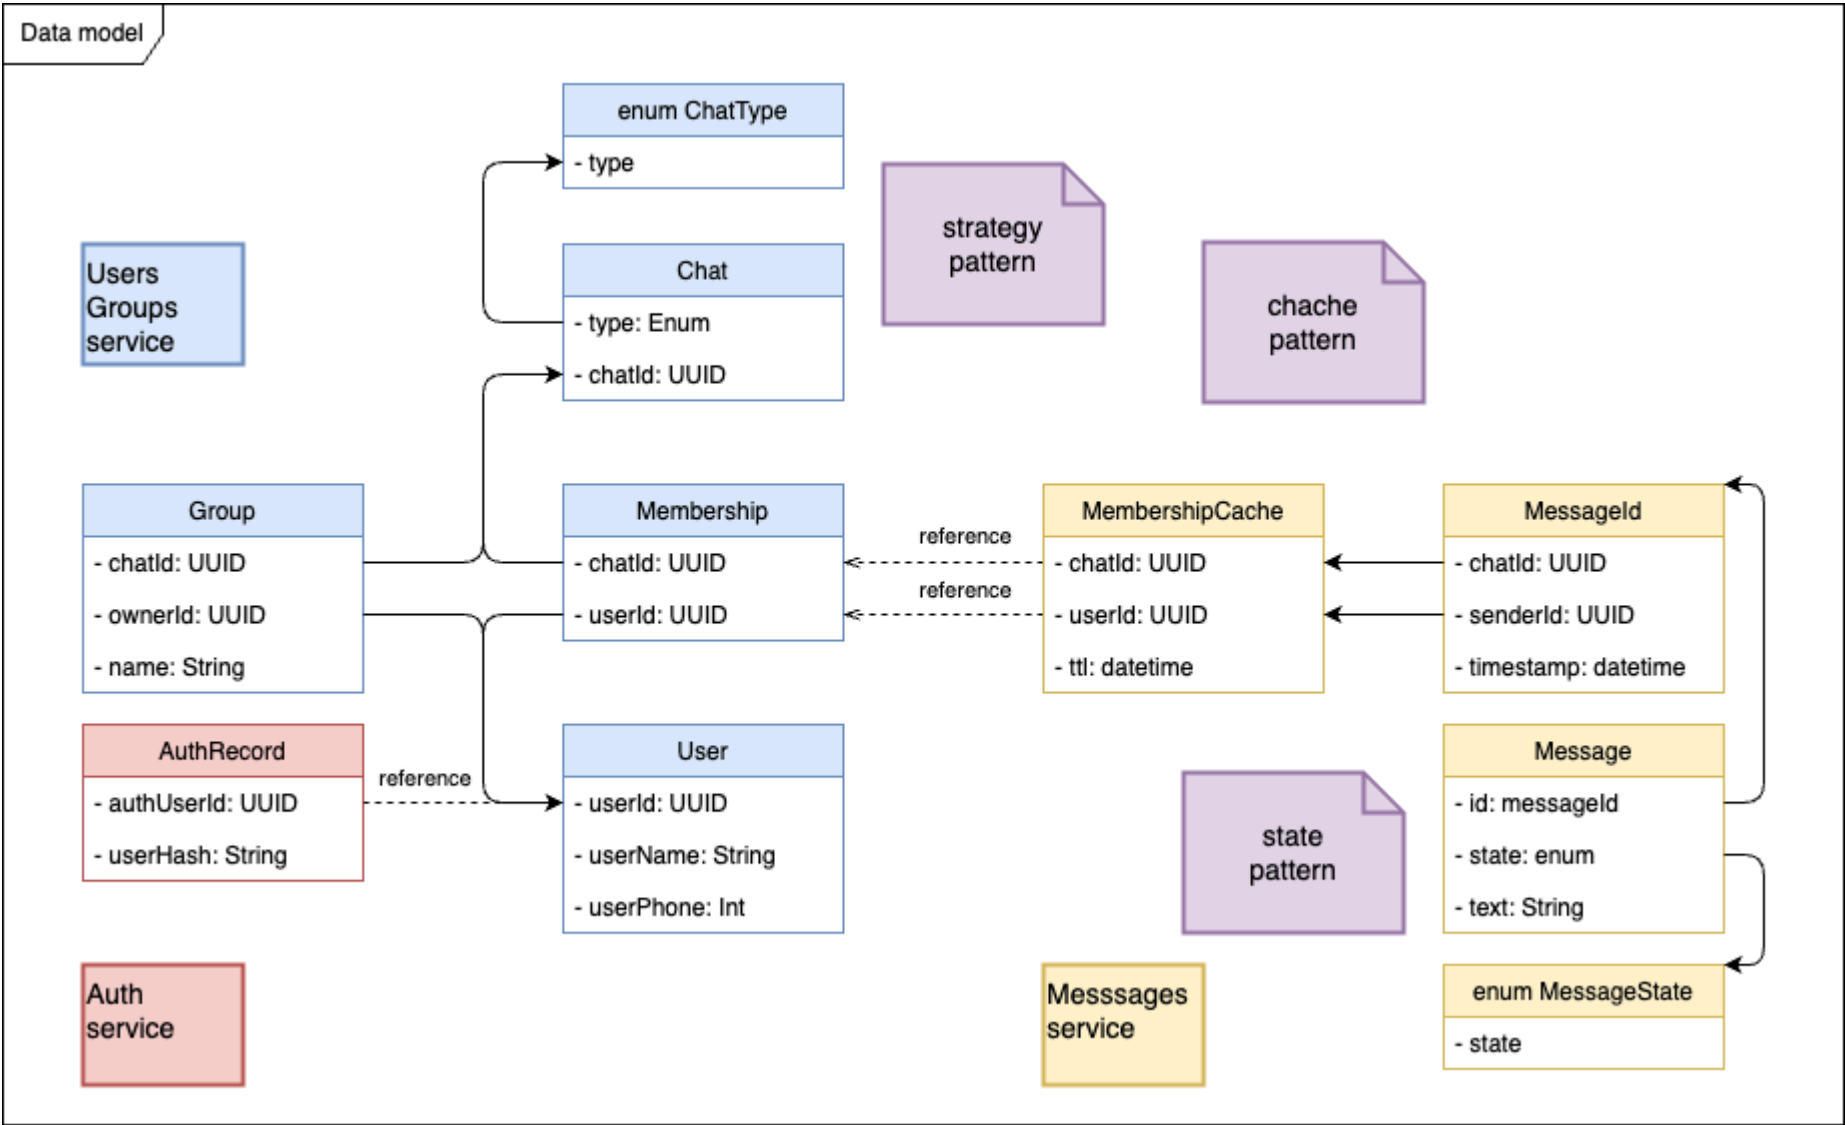 Data model
enum ChatType
- type
strategy
pattern
Users
Groups
service
Chat
- type: Enum
- chatId: UUID
chache
pattern
Group
- chatId: UUID
- ownerId: UUID
- name: String
Membership
- chatId: UUID
- userId: UUID
reference
reference
MembershipCache
- chatId: UUID
- userId: UUID
- ttl: datetime
MessageId
- chatId: UUID
- senderId: UUID
- timestamp: datetime
AuthRecord
- authUserId: UUID
- userHash: String
reference
User
- userId: UUID
- userName: String
- userPhone: Int
state
pattern
Message
- id: messageId
- state: enum
- text: String
Auth
service
Messsages
service
enum MessageState
- state